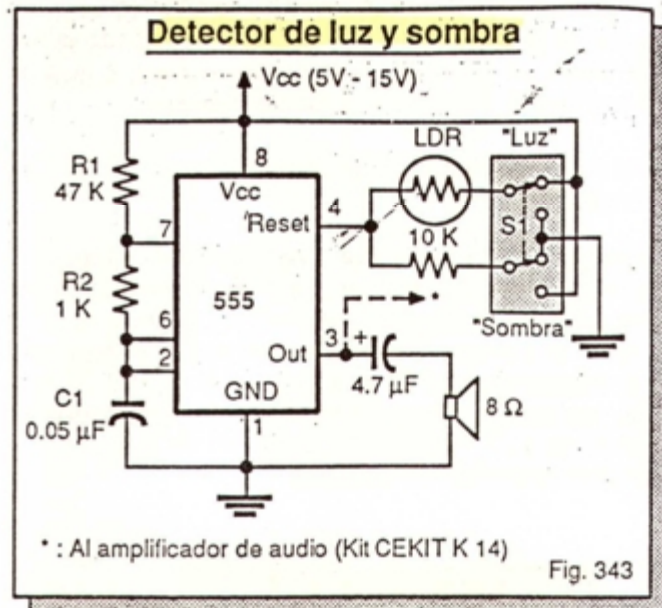 Detector de luz y sombra
Vcc (5V - 15V)
R1
47 K
8
Vcc
LDR
"Luz"
7
'Reset
4
S1
10 K
R2
1 K
555
6
2
Out
3
+
*
"Sombra"
4.7 µF
C1
0.05 µF
GND
1
8 Ω
* : Al amplificador de audio (Kit CEKIT K 14)
Fig. 343